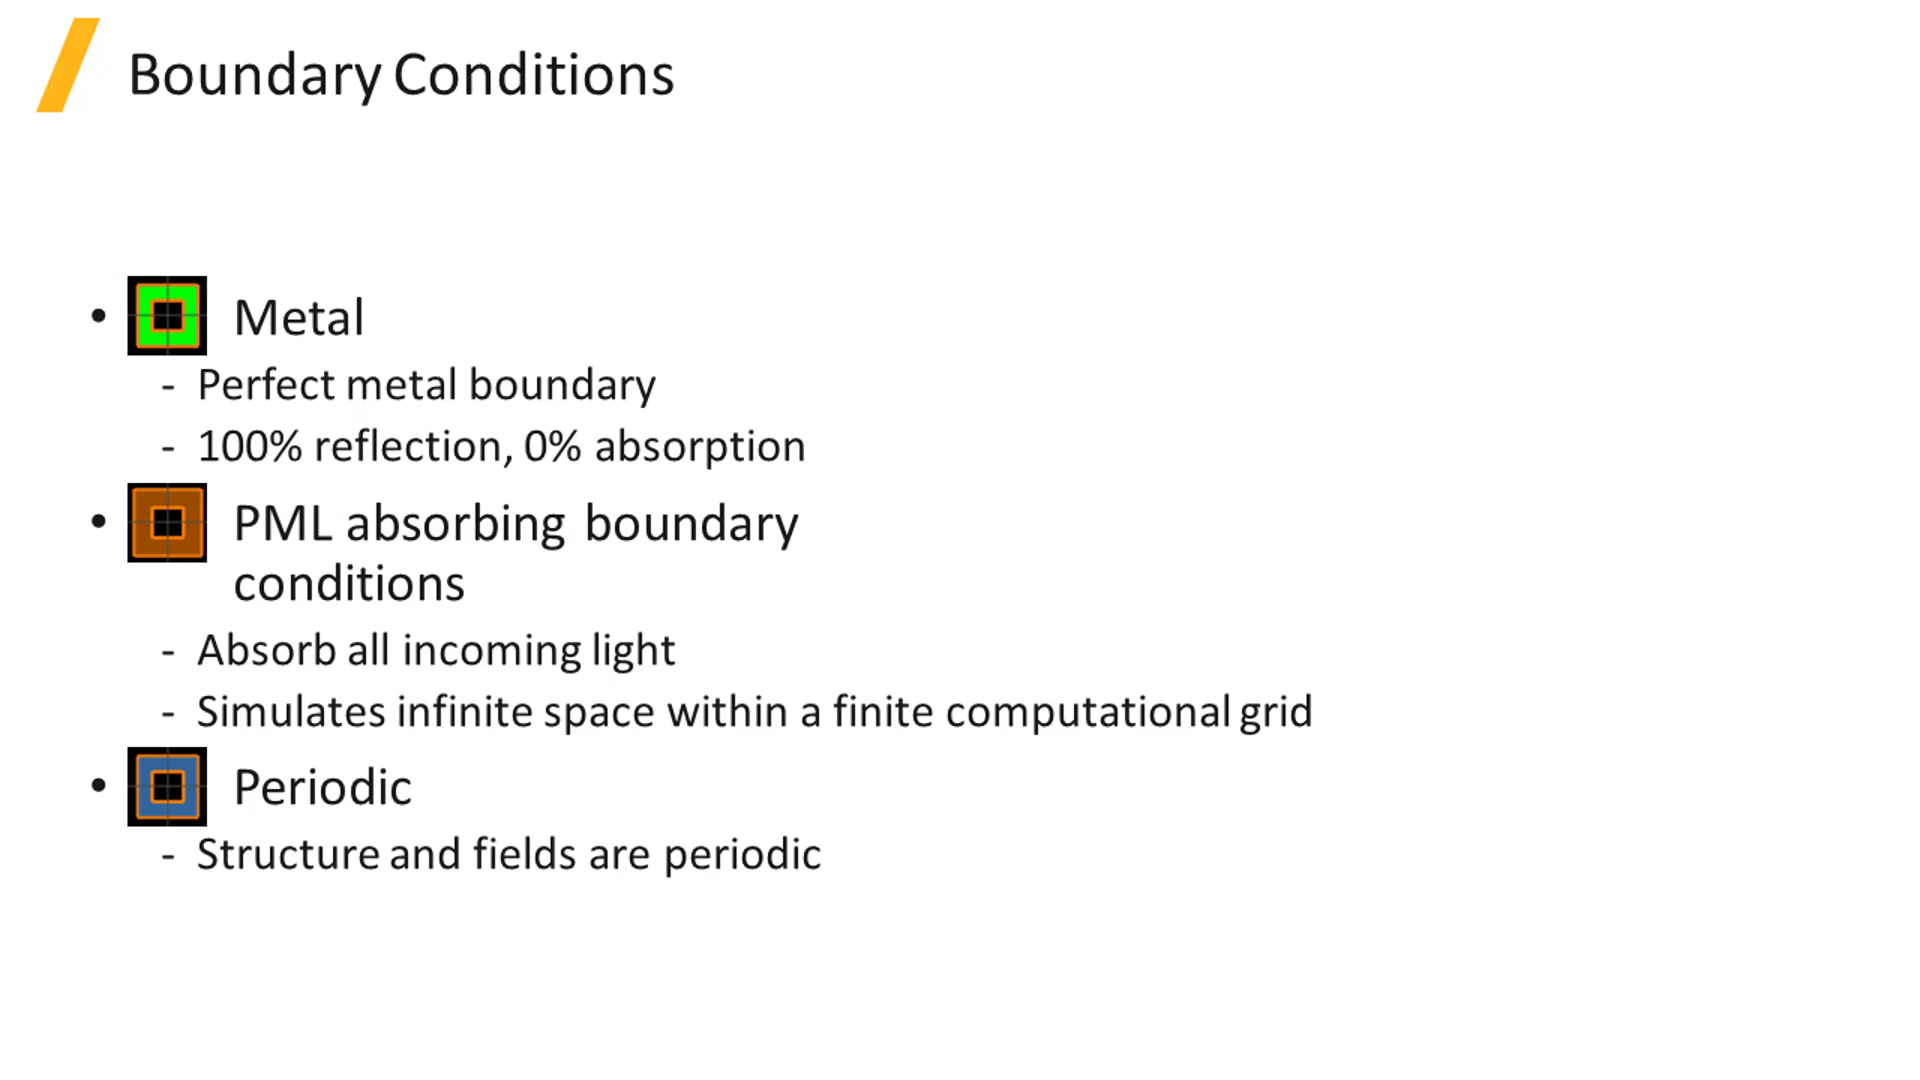 Boundary Conditions
• Metal
- Perfect metal boundary
- 100% reflection, 0% absorption
• PML absorbing boundary
conditions
- Absorb all incoming light
- Simulates infinite space within a finite computational grid
• Periodic
- Structure and fields are periodic